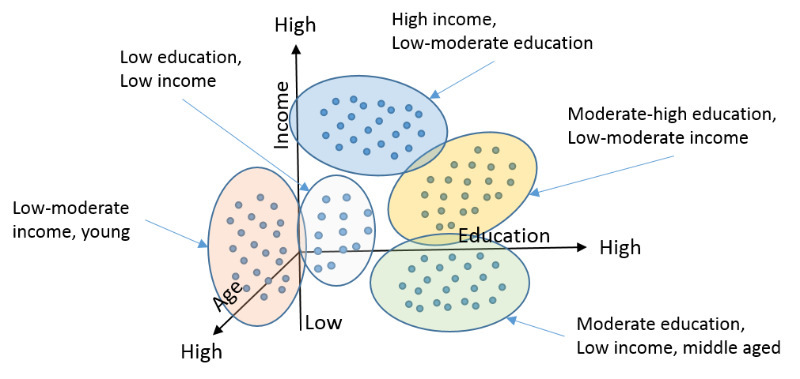 High income,
Low-moderate education
High
Low education,
Low income
Income
Moderate-high education,
Low-moderate income
Low-moderate
income, young
Education
High
Age
High
Low
Moderate education,
Low income, middle aged